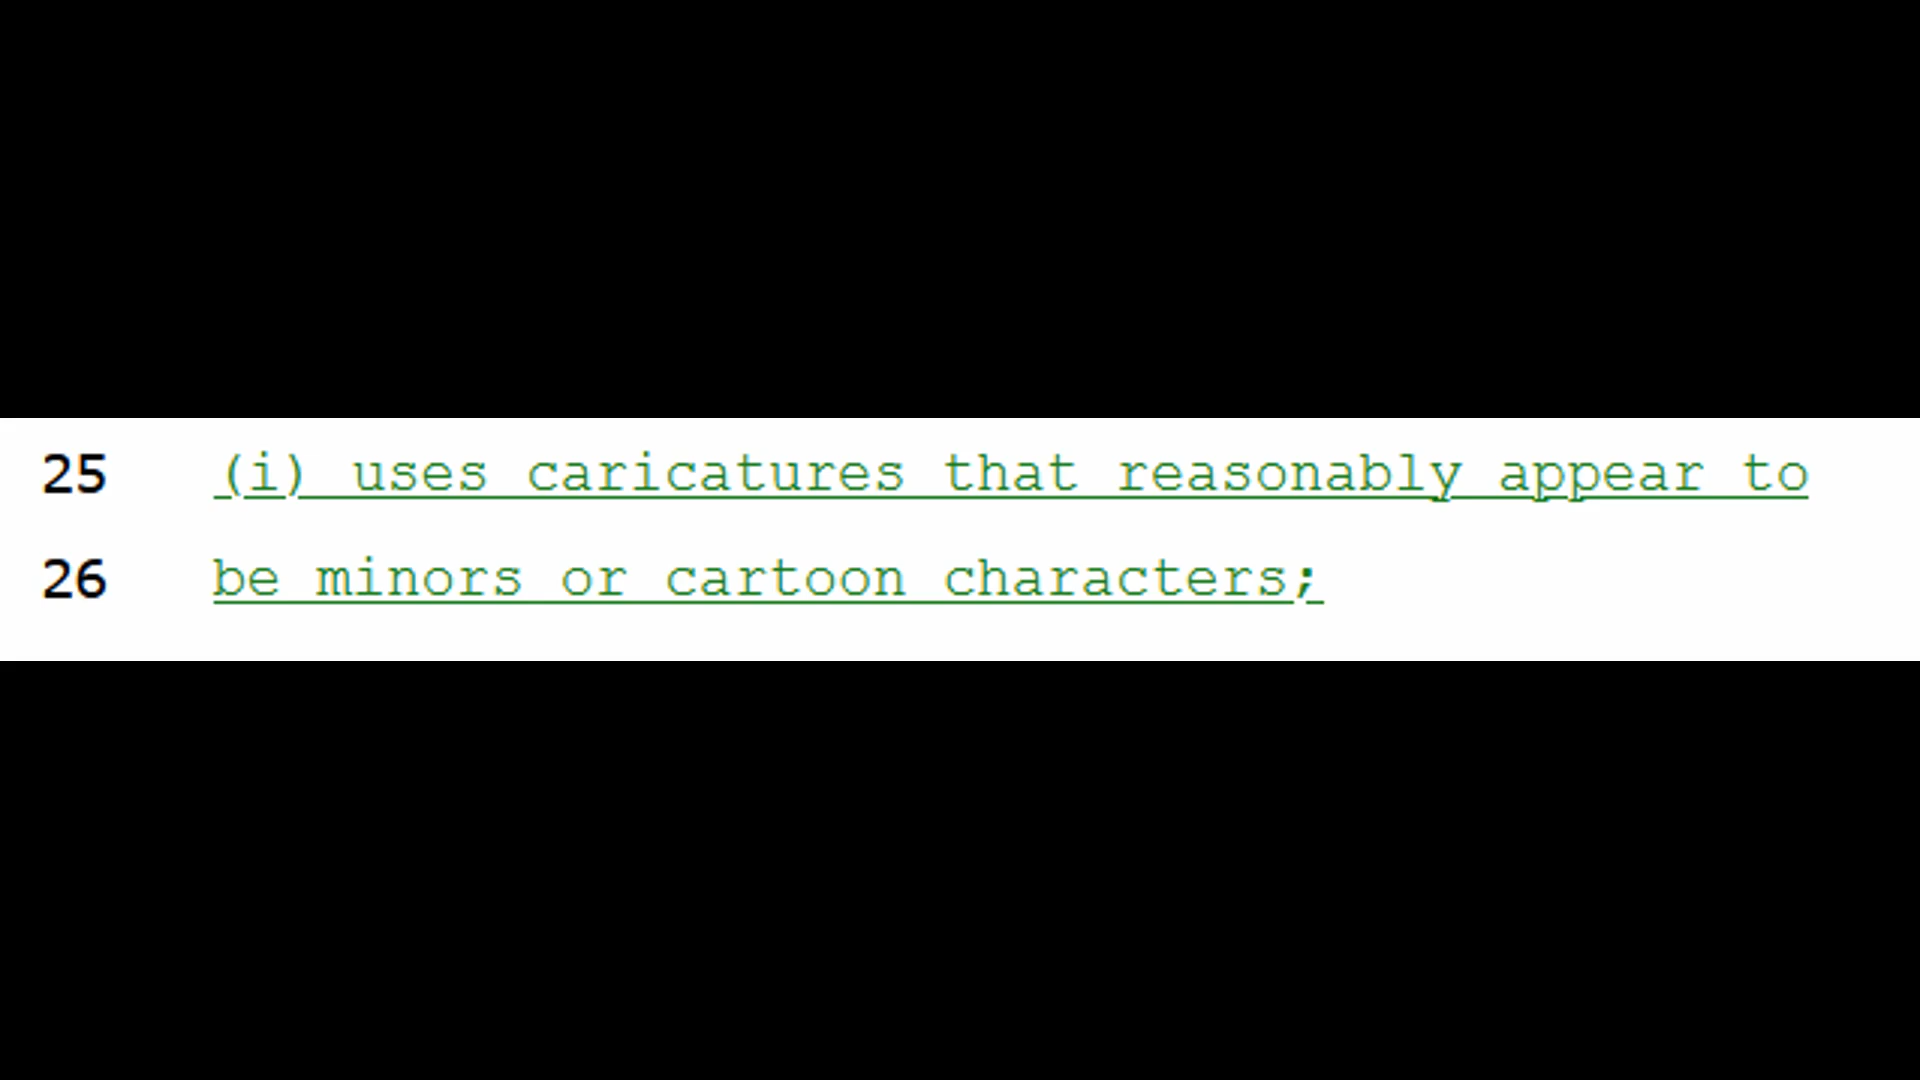 25 (i) uses caricatures that reasonably appear to
26 be minors or cartoon characters;